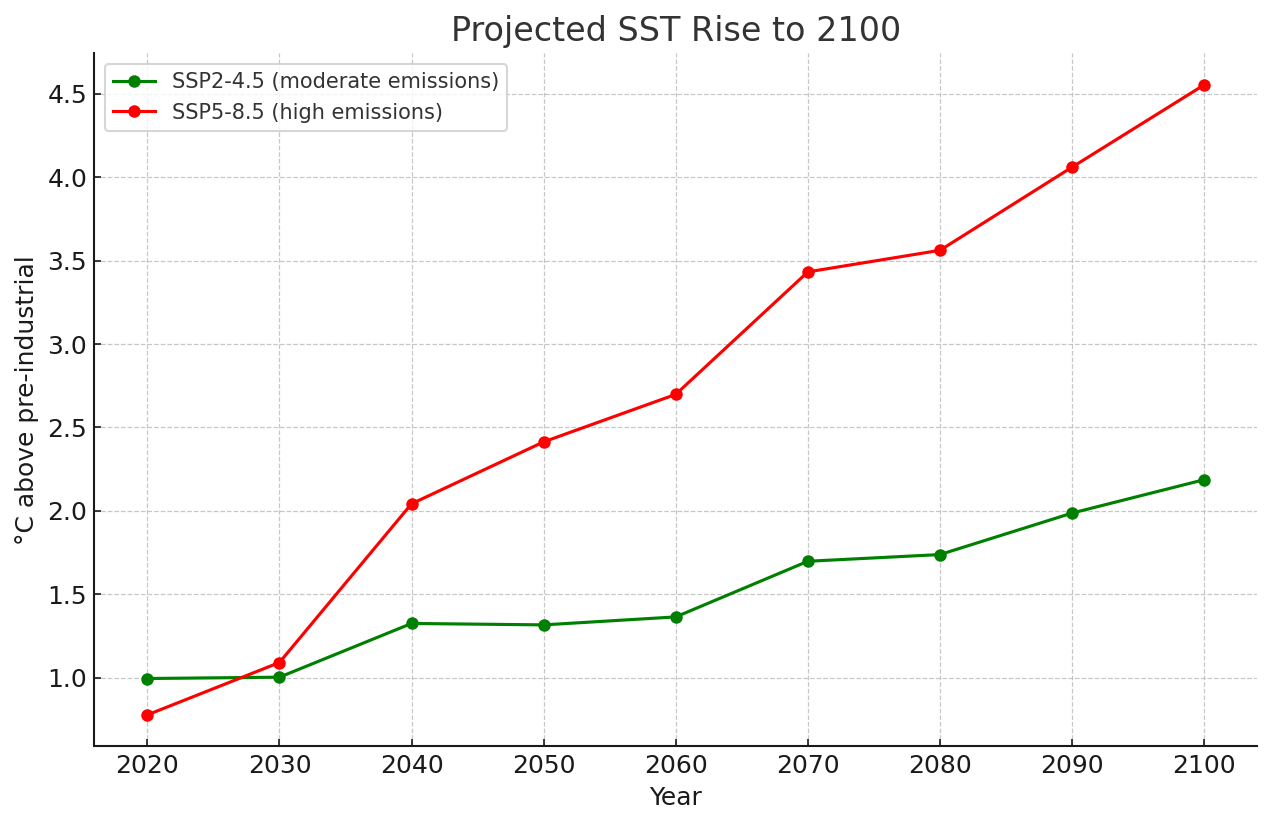 Projected SST Rise to 2100
SSP2-4.5 (moderate emissions)
SSP5-8.5 (high emissions)
°C above pre-industrial
4.5
4.0
3.5
3.0
2.5
2.0
1.5
1.0
2020 2030 2040 2050 2060 2070 2080 2090 2100
Year